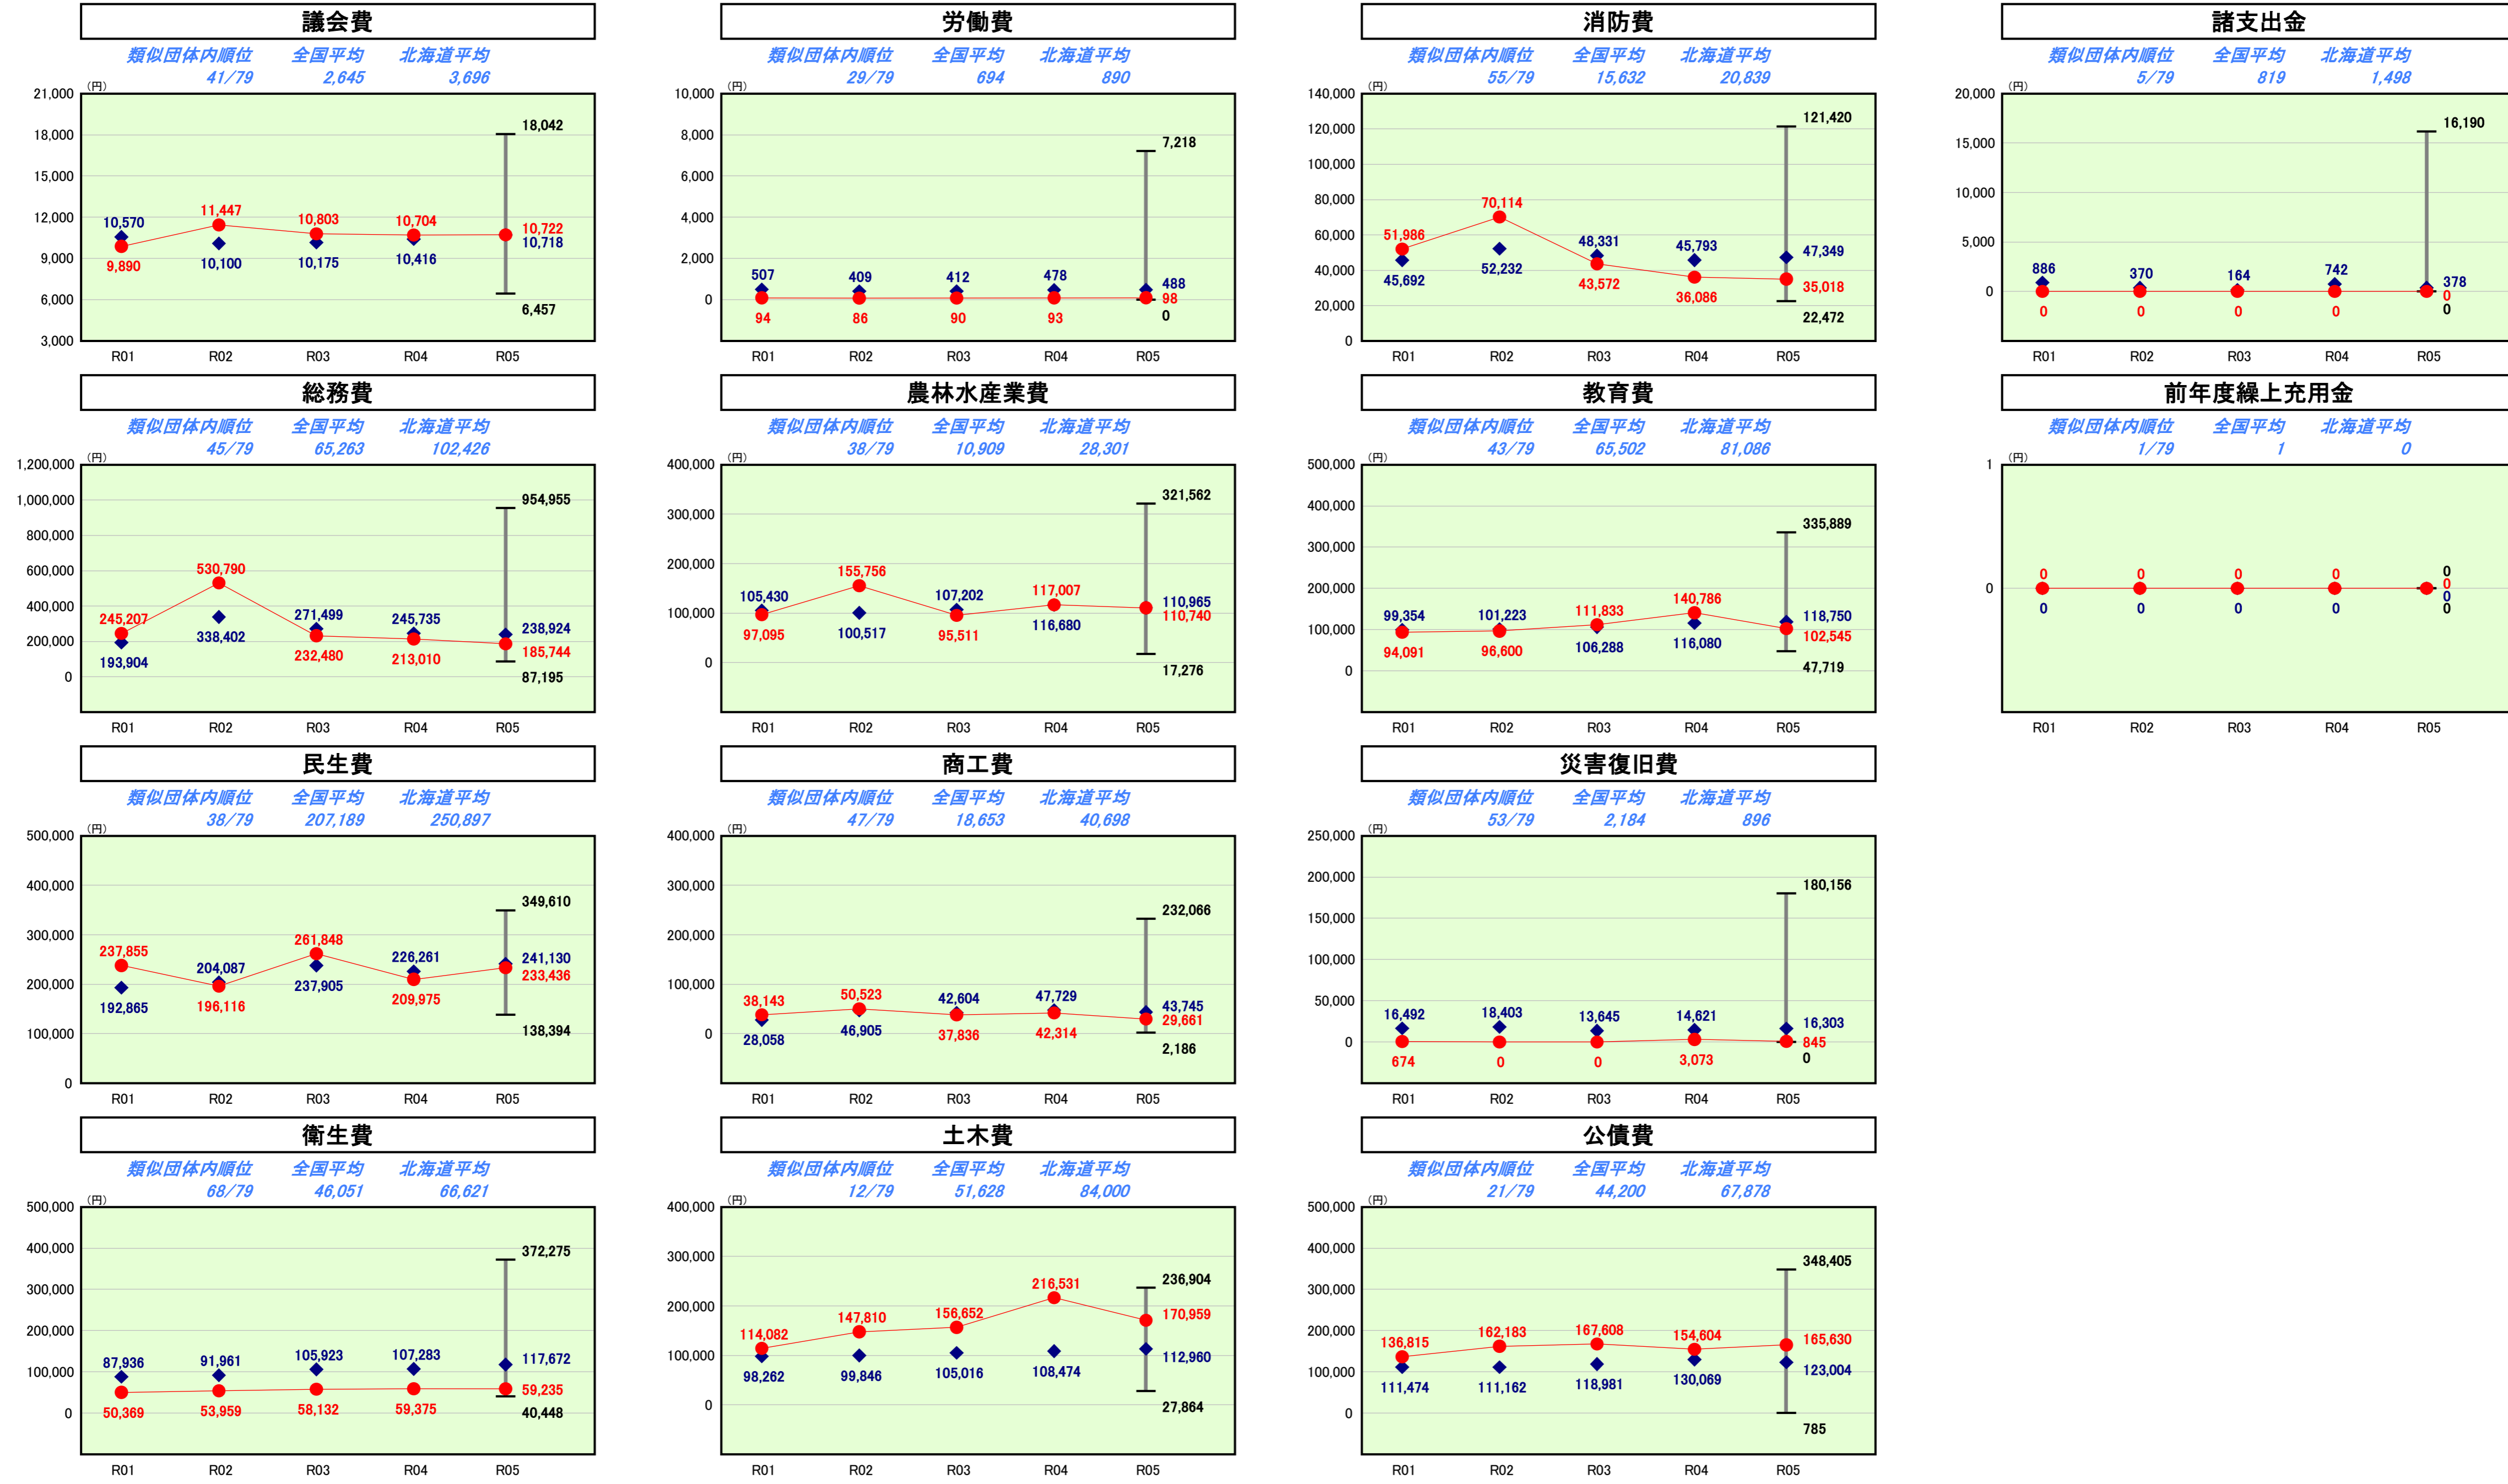 議会費
類似団体内順位 全国平均 北海道平均
41/79 2,645 3,696
(円)
21,000
18,000
15,000
12,000
9,000
6,000
3,000
18,042
10,570 11,447 10,803 10,704 10,722
9,890 10,100 10,175 10,416 10,718
6,457
R01 R02 R03 R04 R05
労働費
類似団体内順位 全国平均 北海道平均
29/79 694 890
(円)
10,000
8,000
6,000
4,000
2,000
0
7,218
507 409 412 478 488
94 86 90 93 98
0
R01 R02 R03 R04 R05
消防費
類似団体内順位 全国平均 北海道平均
55/79 15,632 20,839
(円)
140,000
120,000
100,000
80,000
60,000
40,000
20,000
0
121,420
51,986 70,114 48,331 45,793 47,349
45,692 52,232 43,572 36,086 35,018
22,472
R01 R02 R03 R04 R05
諸支出金
類似団体内順位 全国平均 北海道平均
5/79 819 1,498
(円)
20,000
15,000
10,000
5,000
0
16,190
886 370 164 742 378
0 0 0 0 0
0
R01 R02 R03 R04 R05
総務費
類似団体内順位 全国平均 北海道平均
45/79 65,263 102,426
(円)
1,200,000
1,000,000
800,000
600,000
400,000
200,000
0
954,955
245,207 530,790 271,499 245,735 238,924
193,904 338,402 232,480 213,010 185,744
87,195
R01 R02 R03 R04 R05
農林水産業費
類似団体内順位 全国平均 北海道平均
38/79 10,909 28,301
(円)
400,000
300,000
200,000
100,000
0
321,562
105,430 155,756 107,202 117,007 110,965
97,095 100,517 95,511 116,680 110,740
17,276
R01 R02 R03 R04 R05
教育費
類似団体内順位 全国平均 北海道平均
43/79 65,502 81,086
(円)
500,000
400,000
300,000
200,000
100,000
0
335,889
99,354 101,223 111,833 140,786 118,750
94,091 96,600 106,288 116,080 102,545
47,719
R01 R02 R03 R04 R05
前年度繰上充用金
類似団体内順位 全国平均 北海道平均
1/79 1 0
(円)
1
0
0
0 0 0 0 0
0 0 0 0 0
0
R01 R02 R03 R04 R05
民生費
類似団体内順位 全国平均 北海道平均
38/79 207,189 250,897
(円)
500,000
400,000
300,000
200,000
100,000
0
349,610
237,855 204,087 261,848 226,261 241,130
192,865 196,116 237,905 209,975 233,436
138,394
R01 R02 R03 R04 R05
商工費
類似団体内順位 全国平均 北海道平均
47/79 18,653 40,698
(円)
400,000
300,000
200,000
100,000
0
232,066
38,143 50,523 42,604 47,729 43,745
28,058 46,905 37,836 42,314 29,661
2,186
R01 R02 R03 R04 R05
災害復旧費
類似団体内順位 全国平均 北海道平均
53/79 2,184 896
(円)
250,000
200,000
150,000
100,000
50,000
0
180,156
16,492 18,403 13,645 14,621 16,303
674 0 0 3,073 845
0
R01 R02 R03 R04 R05
衛生費
類似団体内順位 全国平均 北海道平均
68/79 46,051 66,621
(円)
500,000
400,000
300,000
200,000
100,000
0
372,275
87,936 91,961 105,923 107,283 117,672
50,369 53,959 58,132 59,375 59,235
40,448
R01 R02 R03 R04 R05
土木費
類似団体内順位 全国平均 北海道平均
12/79 51,628 84,000
(円)
400,000
300,000
200,000
100,000
0
236,904
114,082 147,810 156,652 216,531 170,959
98,262 99,846 105,016 108,474 112,960
27,864
R01 R02 R03 R04 R05
公債費
類似団体内順位 全国平均 北海道平均
21/79 44,200 67,878
(円)
500,000
400,000
300,000
200,000
100,000
0
348,405
136,815 162,183 167,608 154,604 165,630
111,474 111,162 118,981 130,069 123,004
785
R01 R02 R03 R04 R05